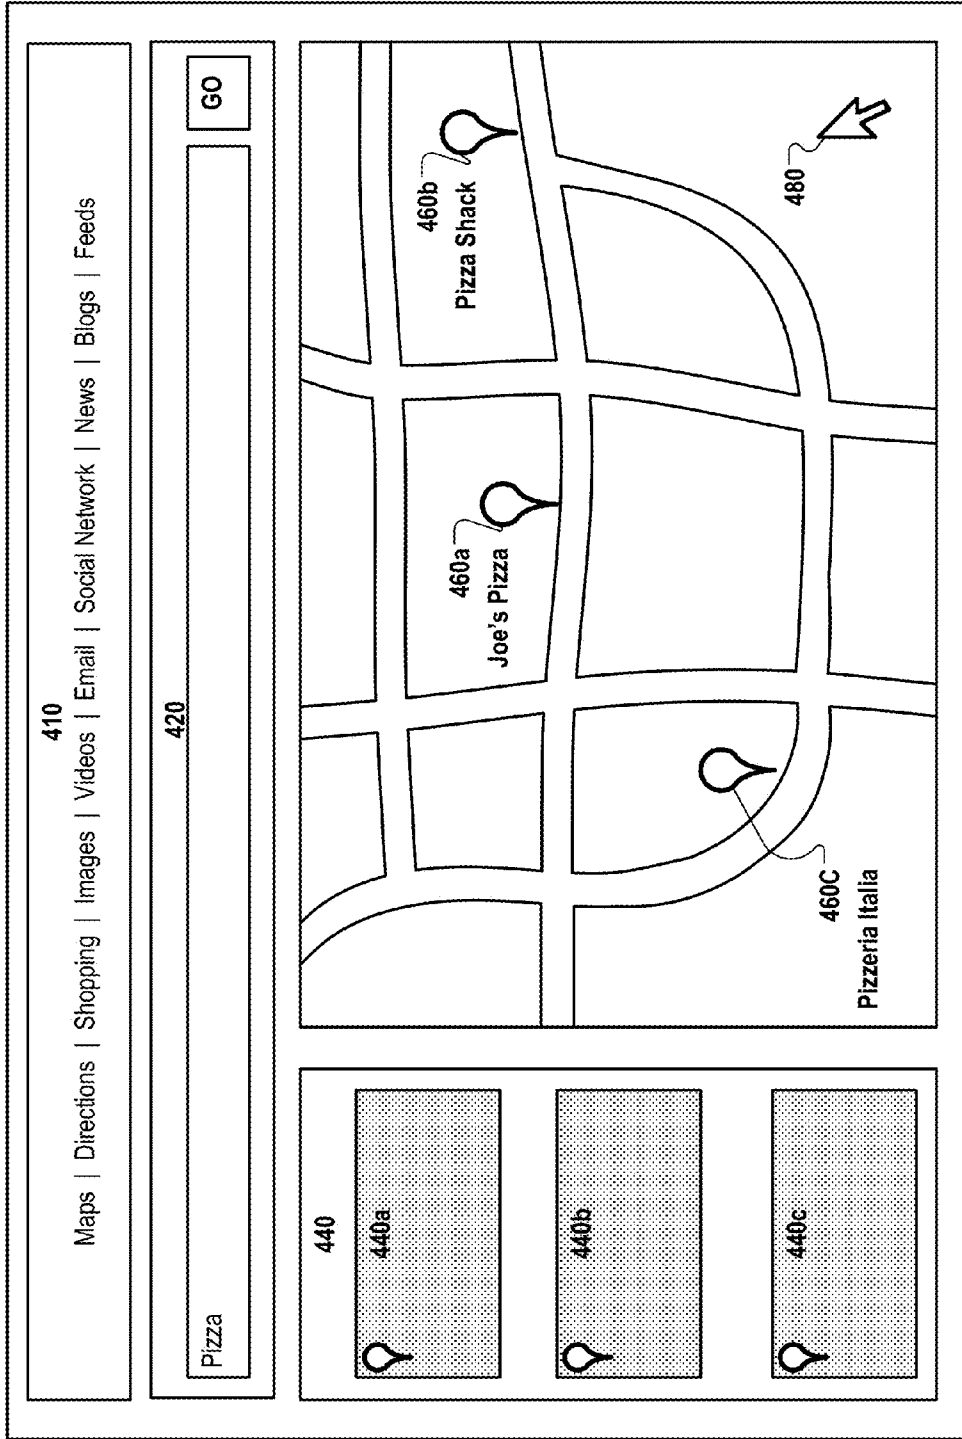 410
Maps | Directions | Shopping | Images | Videos | Email | Social Network | News | Blogs | Feeds
420
Pizza
GO
440
440a
440b
440c
460a
Joe's Pizza
460b
Pizza Shack
460C
Pizzeria Italia
480